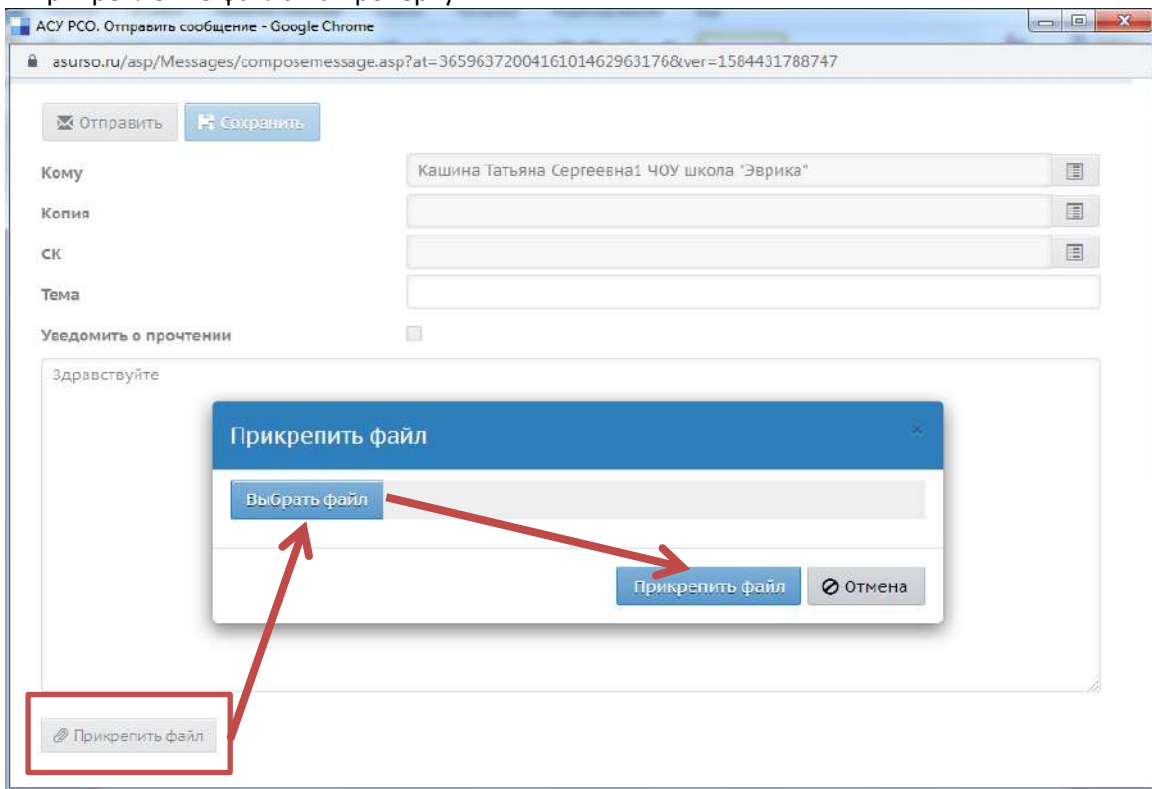 АСУ РСО. Отправить сообщение - Google Chrome
asurso.ru/asp/Messages/composemessage.asp?at=3659637200416101462963176&ver=1584431788747
Отправить Сохранить
Кому Кашина Татьяна Сергеевна1 ЧОУ школа "Эврика"
Копия
СК
Тема
Уведомить о прочтении
Здравствуйте
Прикрепить файл ×
Выбрать файл
Прикрепить файл Отмена
Прикрепить файл